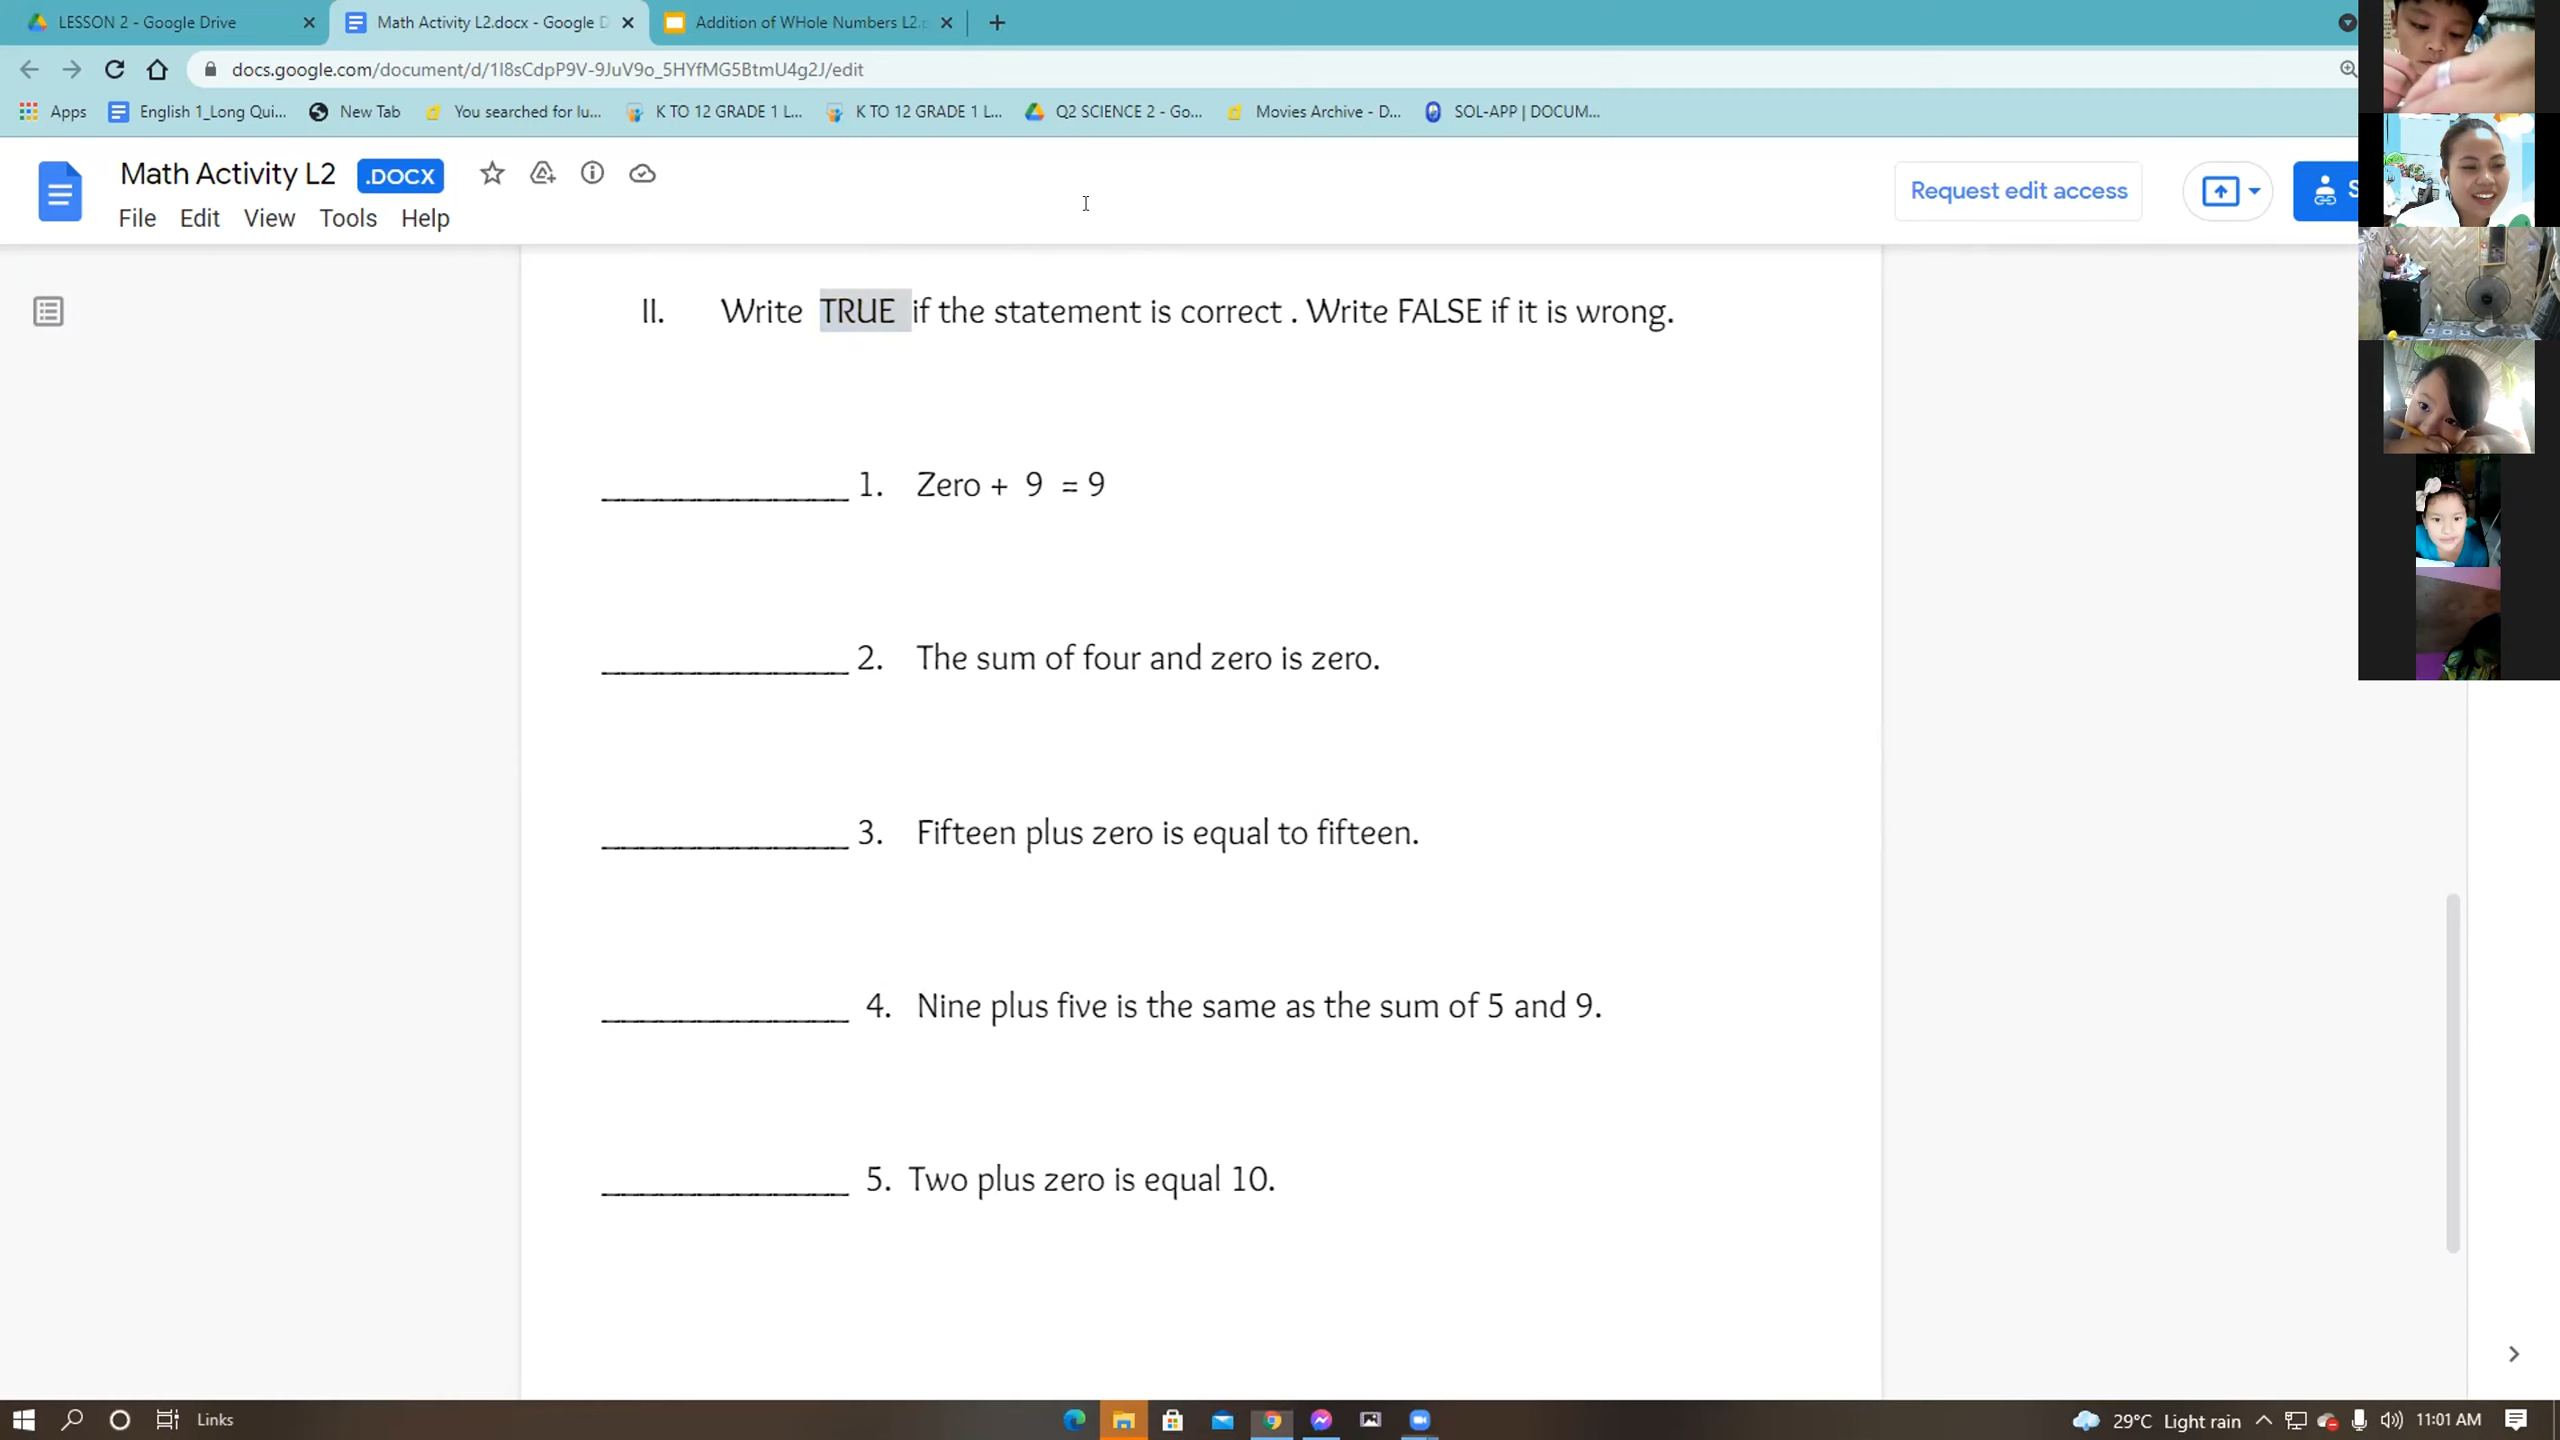 LESSON 2 - Google Drive
Math Activity L2.docx - Google D
Addition of WHole Numbers L2.p
docs.google.com/document/d/1I8sCdpP9V-9JuV9o_5HYfMG5BtmU4g2J/edit
Apps
English 1_Long Qui...
New Tab
You searched for lu...
K TO 12 GRADE 1 L...
K TO 12 GRADE 1 L...
Q2 SCIENCE 2 - Go...
Movies Archive - D...
SOL-APP | DOCUM...
Math Activity L2
.DOCX
Request edit access
S
File Edit View Tools Help
II. Write TRUE if the statement is correct . Write FALSE if it is wrong.
______________ 1. Zero + 9 = 9
______________ 2. The sum of four and zero is zero.
______________ 3. Fifteen plus zero is equal to fifteen.
______________ 4. Nine plus five is the same as the sum of 5 and 9.
______________ 5. Two plus zero is equal 10.
Links
29°C Light rain
11:01 AM